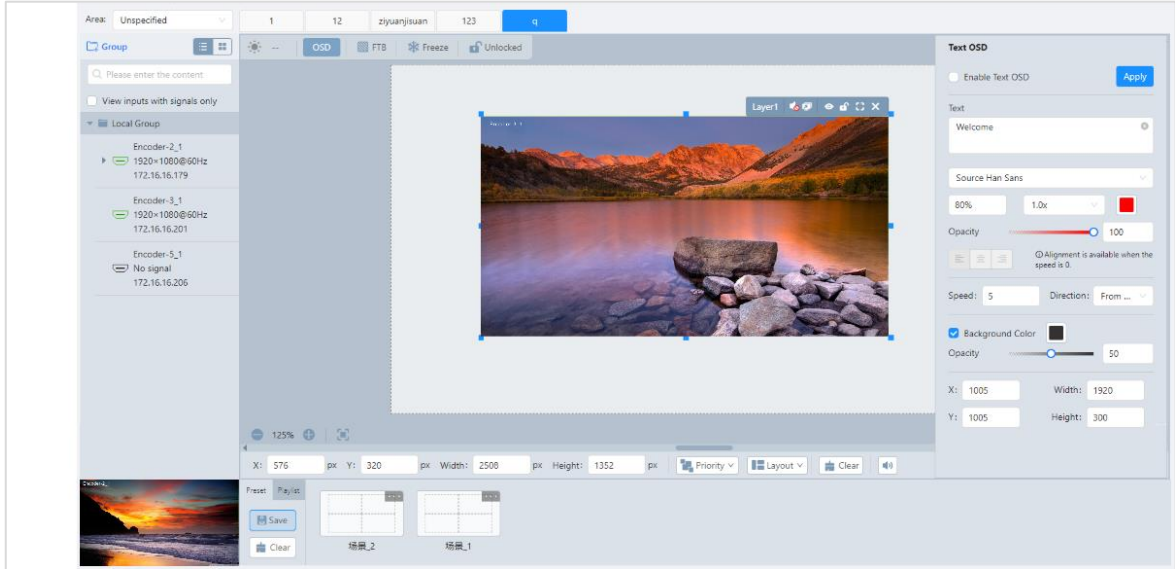 Area: Unspecified
1 12 ziyuanjisuan 123 q
Group
Please enter the content
View inputs with signals only
Local Group
Encoder-2_1
1920×1080@60Hz
172.16.16.179
Encoder-3_1
1920×1080@60Hz
172.16.16.201
Encoder-5_1
No signal
172.16.16.206
-- OSD FTB Freeze Unlocked
Layer1
125%
X: 576 px Y: 320 px Width: 2508 px Height: 1352 px Priority Layout Clear
Preset Playlist
Save
Clear
场景_2 场景_1
Text OSD
Enable Text OSD Apply
Text
Welcome
Source Han Sans
80% 1.0x
Opacity 100
Alignment is available when the
speed is 0.
Speed: 5 Direction: From ...
Background Color
Opacity 50
X: 1005 Width: 1920
Y: 1005 Height: 300